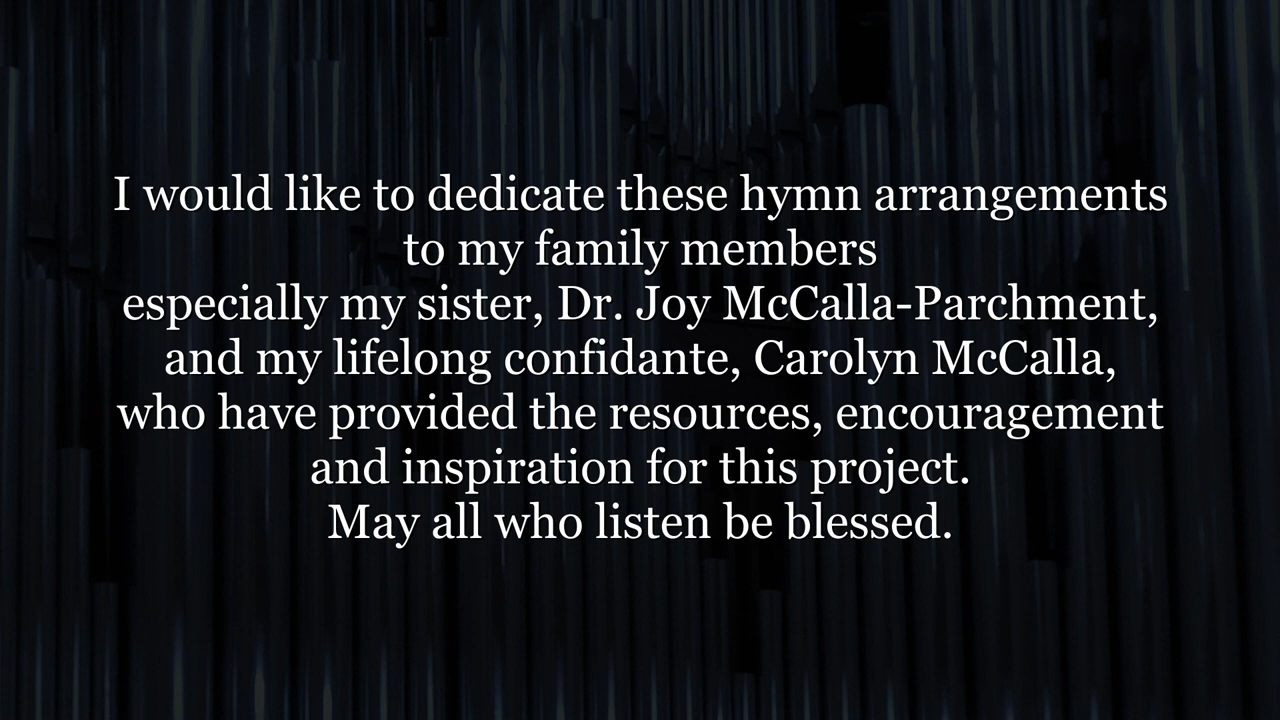 I would like to dedicate these hymn arrangements
to my family members
especially my sister, Dr. Joy McCalla-Parchment,
and my lifelong confidante, Carolyn McCalla,
who have provided the resources, encouragement
and inspiration for this project.
May all who listen be blessed.